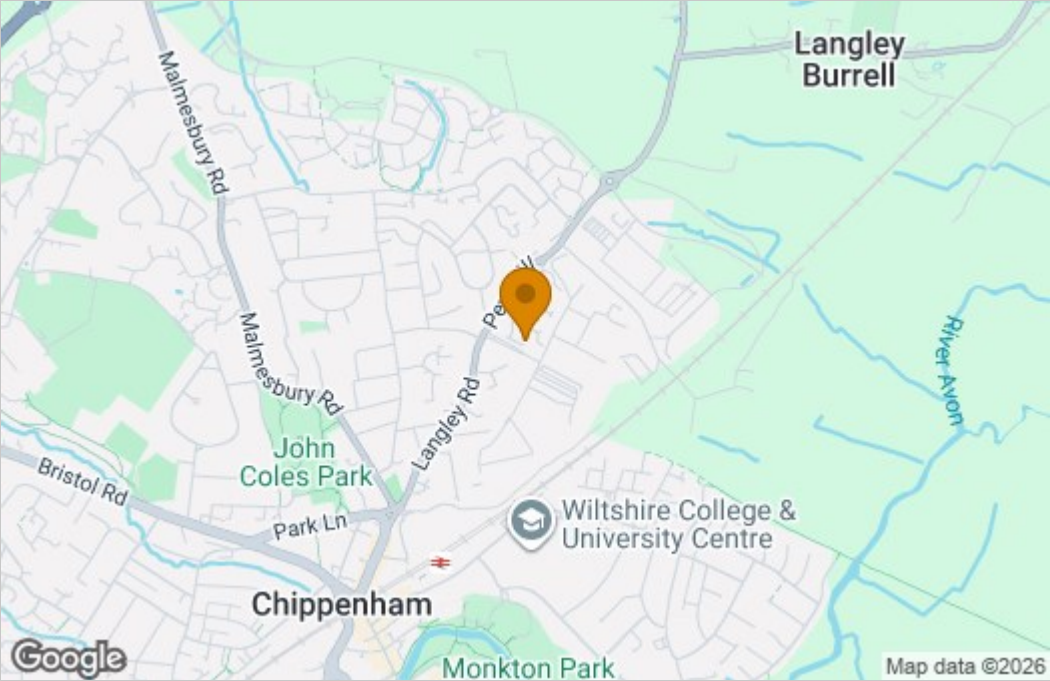 Langley
Burrell
Malmesbury Rd
River Avon
Malmesbury Rd
Langley Rd
John
Coles Park
Bristol Rd
Park Ln
Wiltshire College &
University Centre
Chippenham
Monkton Park
Google
Map data ©2026